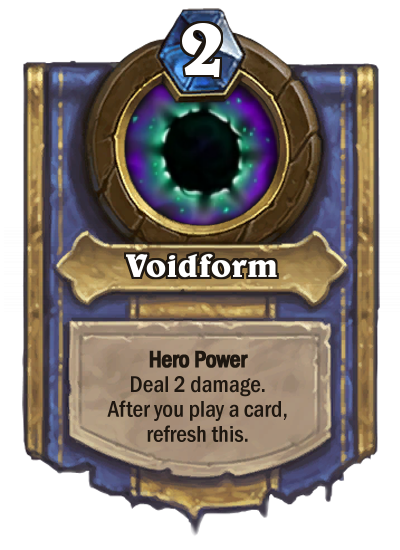 2
Voidform
Hero Power
Deal 2 damage.
After you play a card,
refresh this.